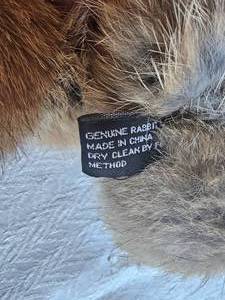 GENUINE RABBIT
MADE IN CHINA
DRY CLEAN BY
METHOD